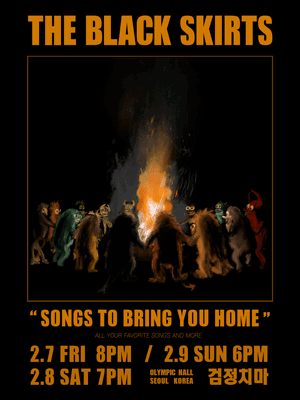 THE BLACK SKIRTS
“ SONGS TO BRING YOU HOME ”
ALL YOUR FAVORITE SONGS AND MORE
2.7 FRI 8PM / 2.9 SUN 6PM
2.8 SAT 7PM OLYMPIC HALL SEOUL KOREA 검정치마